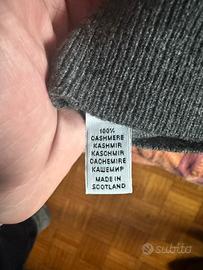 100%
CASHMERE
KASHMIR
KASCHMIR
CACHEMIRE
КАШЕМИР
MADE IN
SCOTLAND
subito